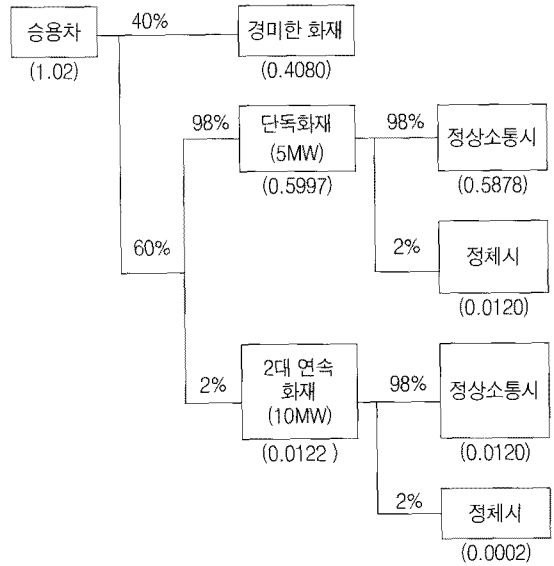 승용차
(1.02)
40%
경미한 화재
(0.4080)
60%
98%
단독화재
(5MW)
(0.5997)
98%
정상소통시
(0.5878)
2%
정체시
(0.0120)
2%
2대 연속
화재
(10MW)
(0.0122 )
98%
정상소통시
(0.0120)
2%
정체시
(0.0002)